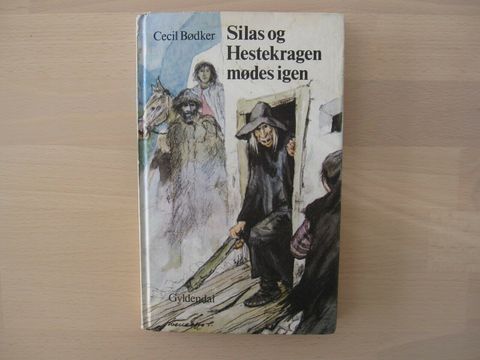 Cecil Bødker
Silas og
Hestekragen
mødes igen
Gyldendal